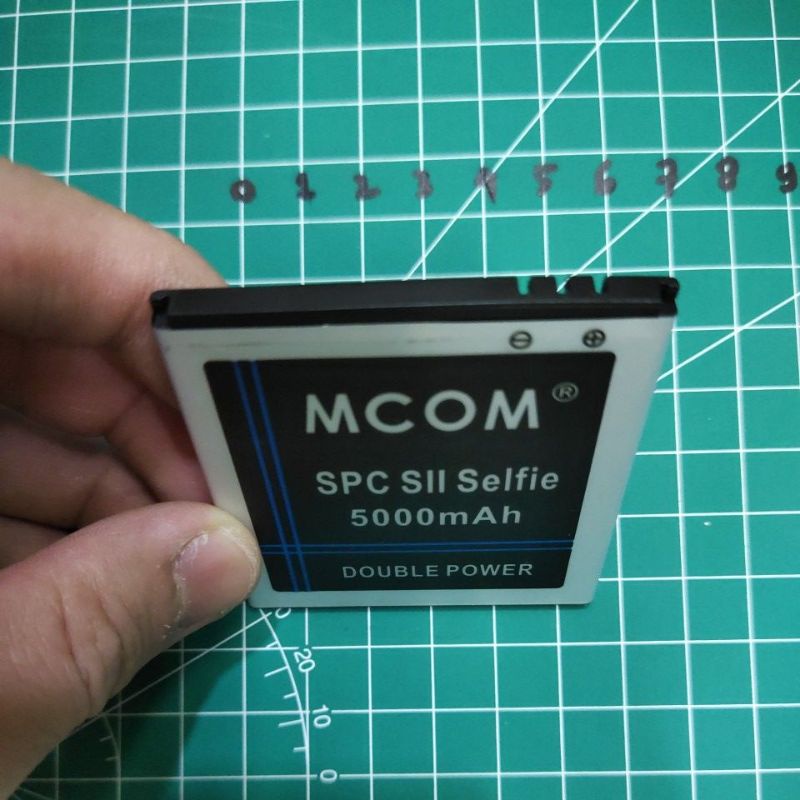 0 1 2 3 4 5 6 7 8 9
⊖ ⊕
MCOM®
SPC SII Selfie
5000mAh
DOUBLE POWER
20
10
0